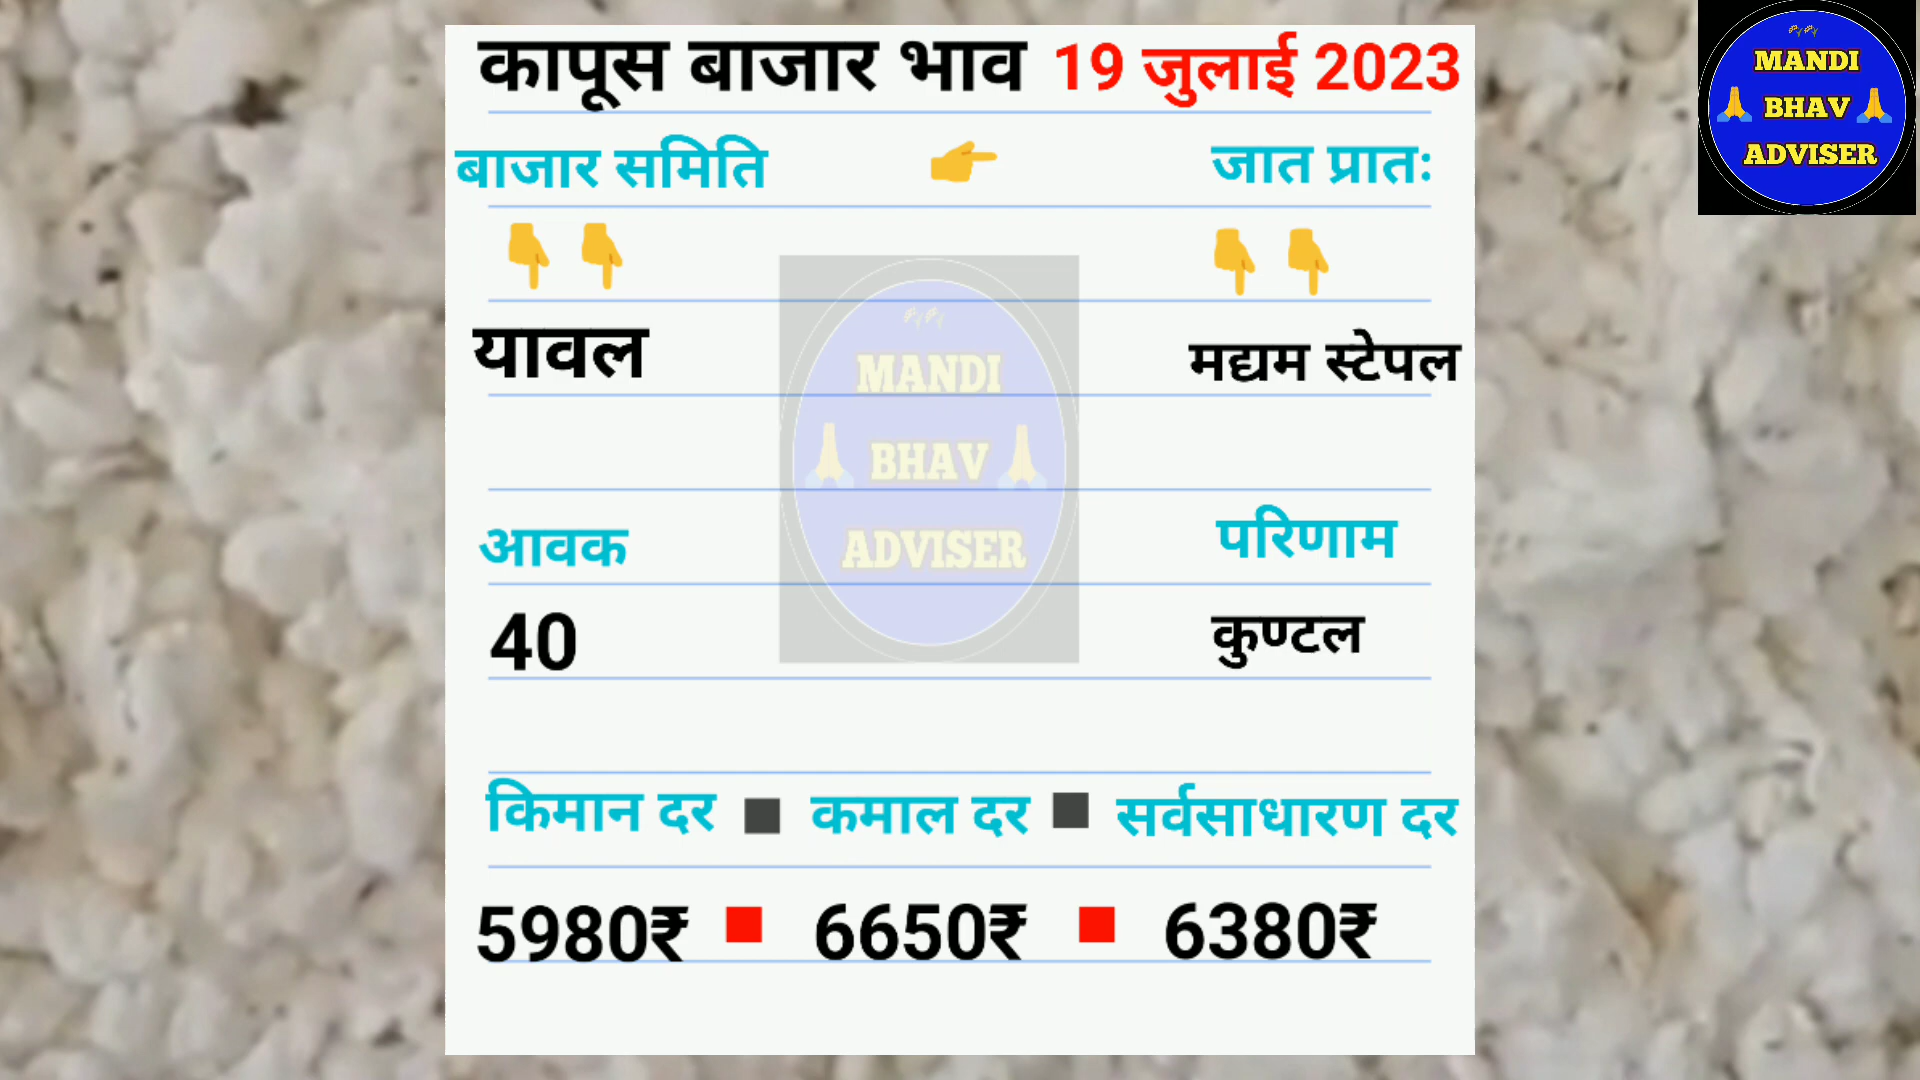 कापूस बाजार भाव 19 जुलाई 2023
MANDI
BHAV
ADVISER
बाजार समिति 👉 जात प्रातः
👇👇 👇👇
यावल मद्यम स्टेपल
MANDI
BHAV
ADVISER
आवक परिणाम
40 कुण्टल
किमान दर ◾ कमाल दर ◾ सर्वसाधारण दर
5980₹ 🟥 6650₹ 🟥 6380₹